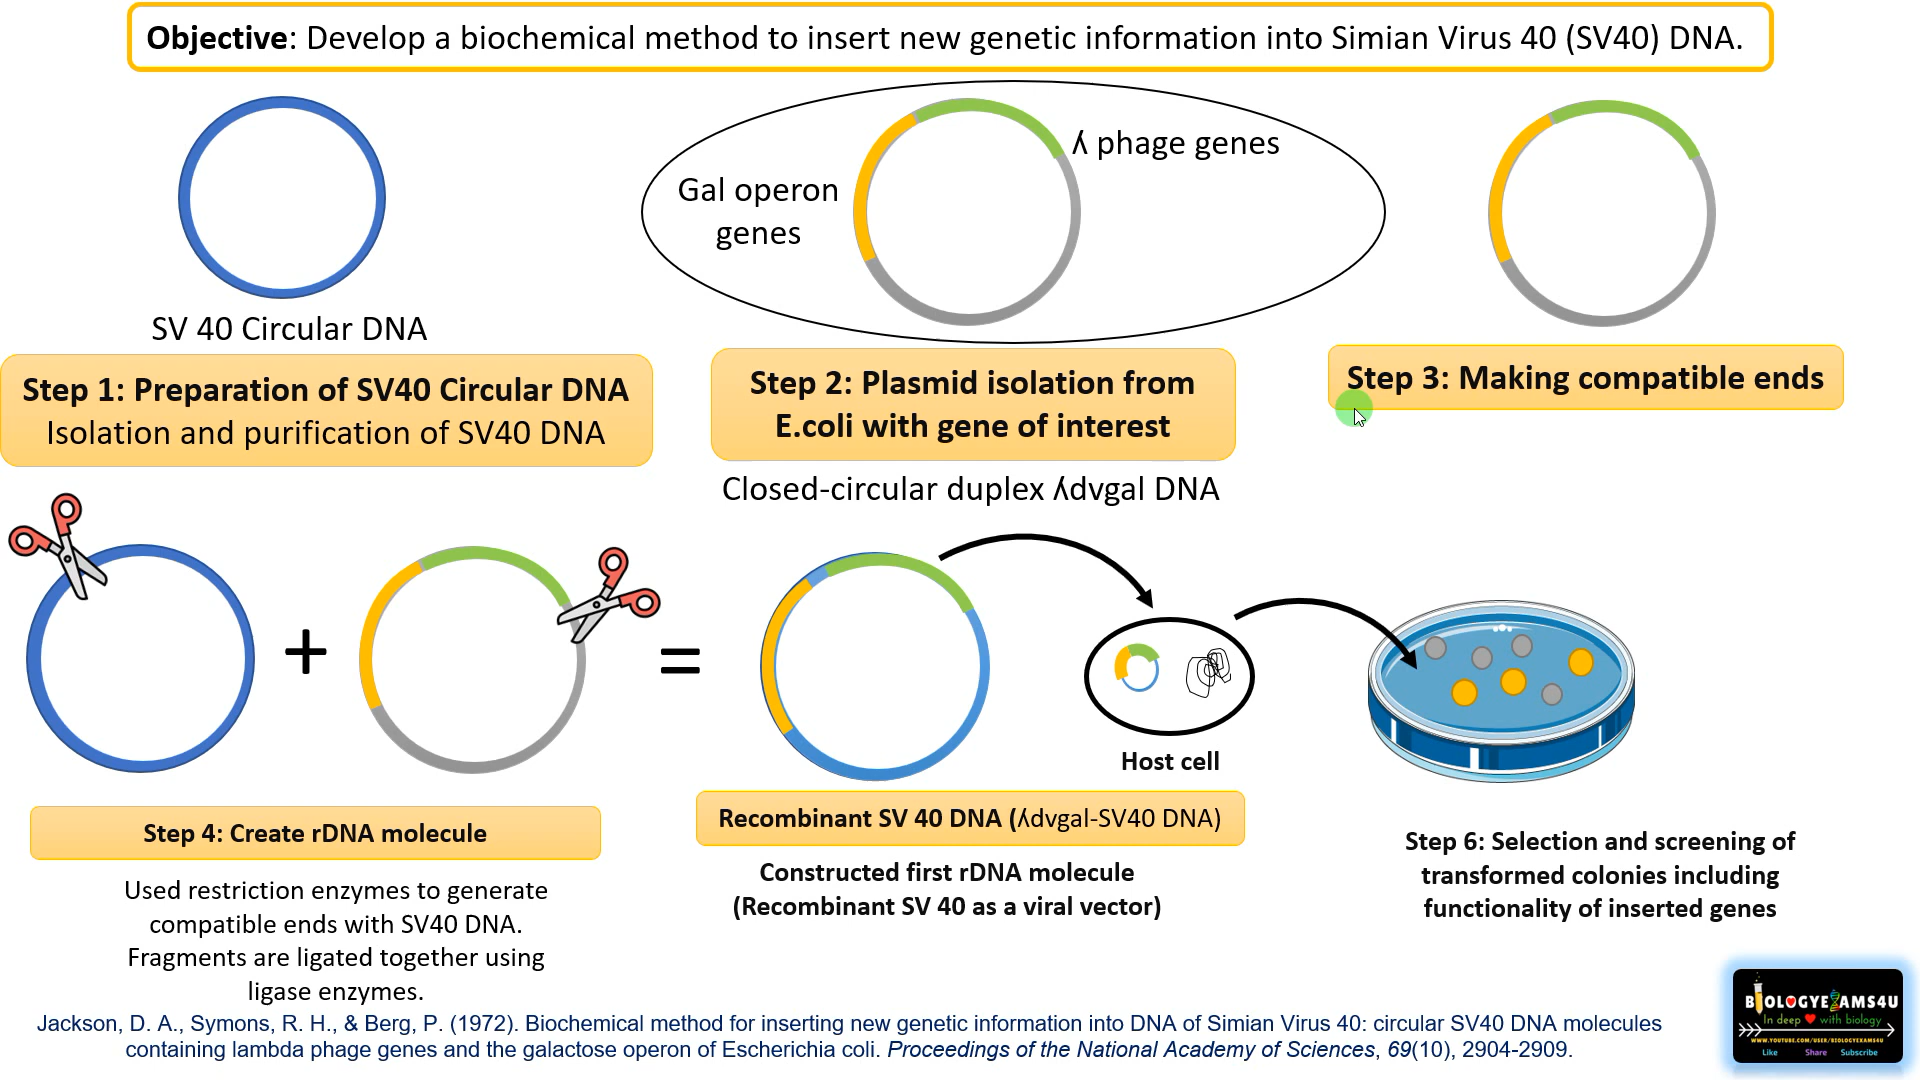 Objective: Develop a biochemical method to insert new genetic information into Simian Virus 40 (SV40) DNA.
ʎ phage genes
Gal operon
genes
SV 40 Circular DNA
Step 1: Preparation of SV40 Circular DNA
Isolation and purification of SV40 DNA
Step 2: Plasmid isolation from
E.coli with gene of interest
Closed-circular duplex ʎdvgal DNA
Step 3: Making compatible ends
+
=
Host cell
Step 4: Create rDNA molecule
Used restriction enzymes to generate
compatible ends with SV40 DNA.
Fragments are ligated together using
ligase enzymes.
Recombinant SV 40 DNA (ʎdvgal-SV40 DNA)
Constructed first rDNA molecule
(Recombinant SV 40 as a viral vector)
Step 6: Selection and screening of
transformed colonies including
functionality of inserted genes
Jackson, D. A., Symons, R. H., & Berg, P. (1972). Biochemical method for inserting new genetic information into DNA of Simian Virus 40: circular SV40 DNA molecules
containing lambda phage genes and the galactose operon of Escherichia coli. Proceedings of the National Academy of Sciences, 69(10), 2904-2909.
BIOLOGYEXAMS4U
In deep ❤ with biology
WWW.YOUTUBE.COM/USER/BIOLOGYEXAMS4U
Like Share Subscribe